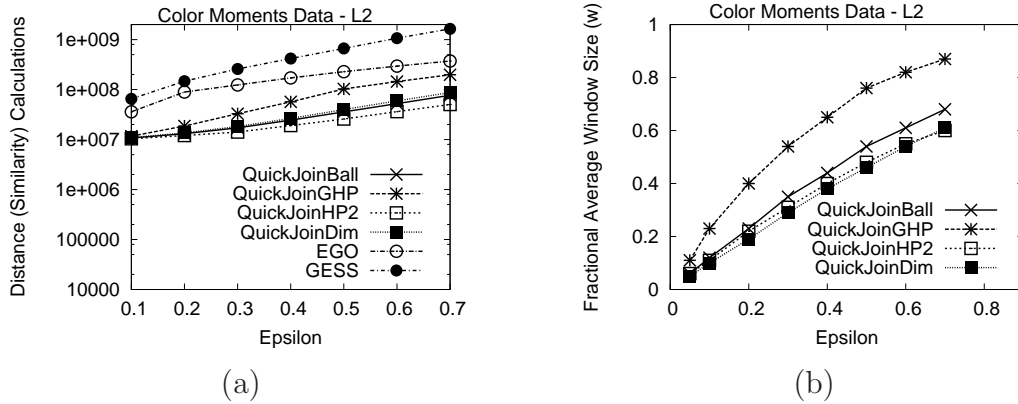 Color Moments Data - L2
Distance (Similarity) Calculations
1e+009
1e+008
1e+007
1e+006
100000
10000
QuickJoinBall
QuickJoinGHP
QuickJoinHP2
QuickJoinDim
EGO
GESS
0.1 0.2 0.3 0.4 0.5 0.6 0.7
Epsilon
(a)
Color Moments Data - L2
Fractional Average Window Size (w)
1
0.8
0.6
0.4
0.2
0
QuickJoinBall
QuickJoinGHP
QuickJoinHP2
QuickJoinDim
0 0.2 0.4 0.6 0.8
Epsilon
(b)